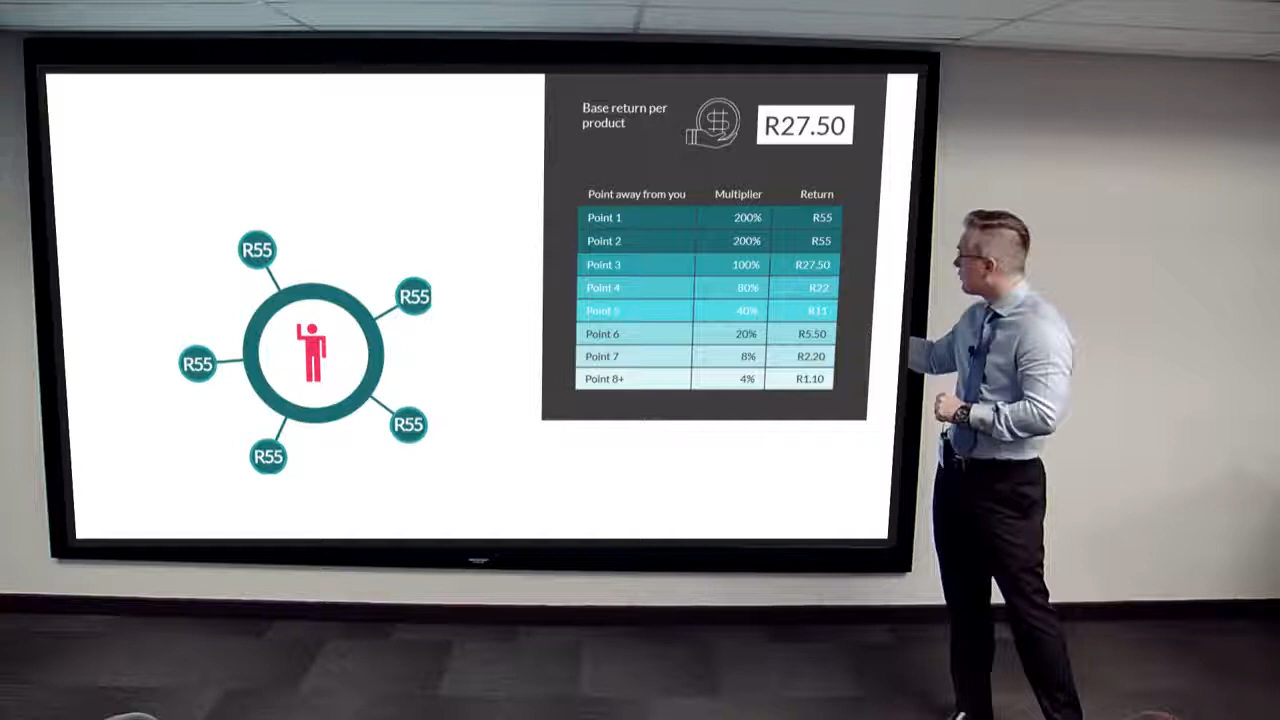 Base return per
product
R27.50
Point away from you Multiplier Return
Point 1 200% R55
Point 2 200% R55
Point 3 100% R27.50
Point 4 80% R22
Point 5 40% R11
Point 6 20% R5.50
Point 7 8% R2.20
Point 8+ 4% R1.10
R55
R55
R55
R55
R55